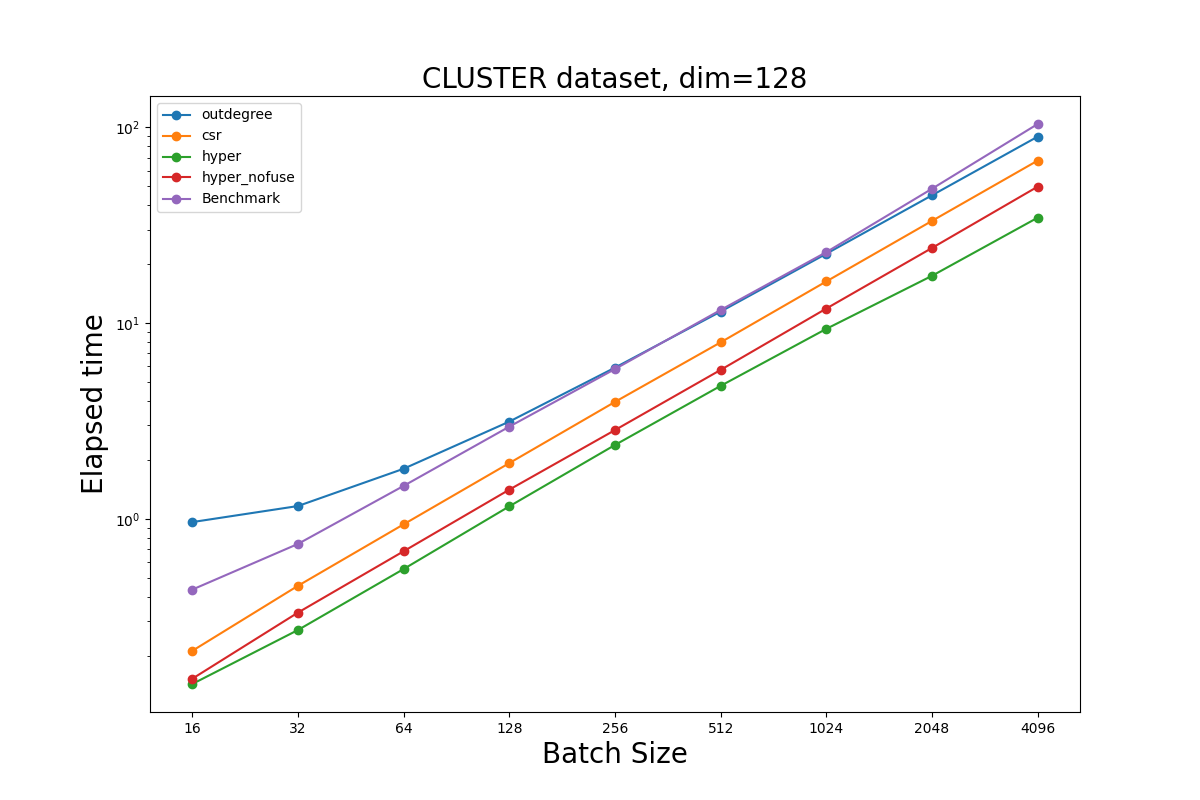 CLUSTER dataset, dim=128
outdegree
csr
hyper
hyper_nofuse
Benchmark
10²
10¹
10⁰
Elapsed time
16 32 64 128 256 512 1024 2048 4096
Batch Size